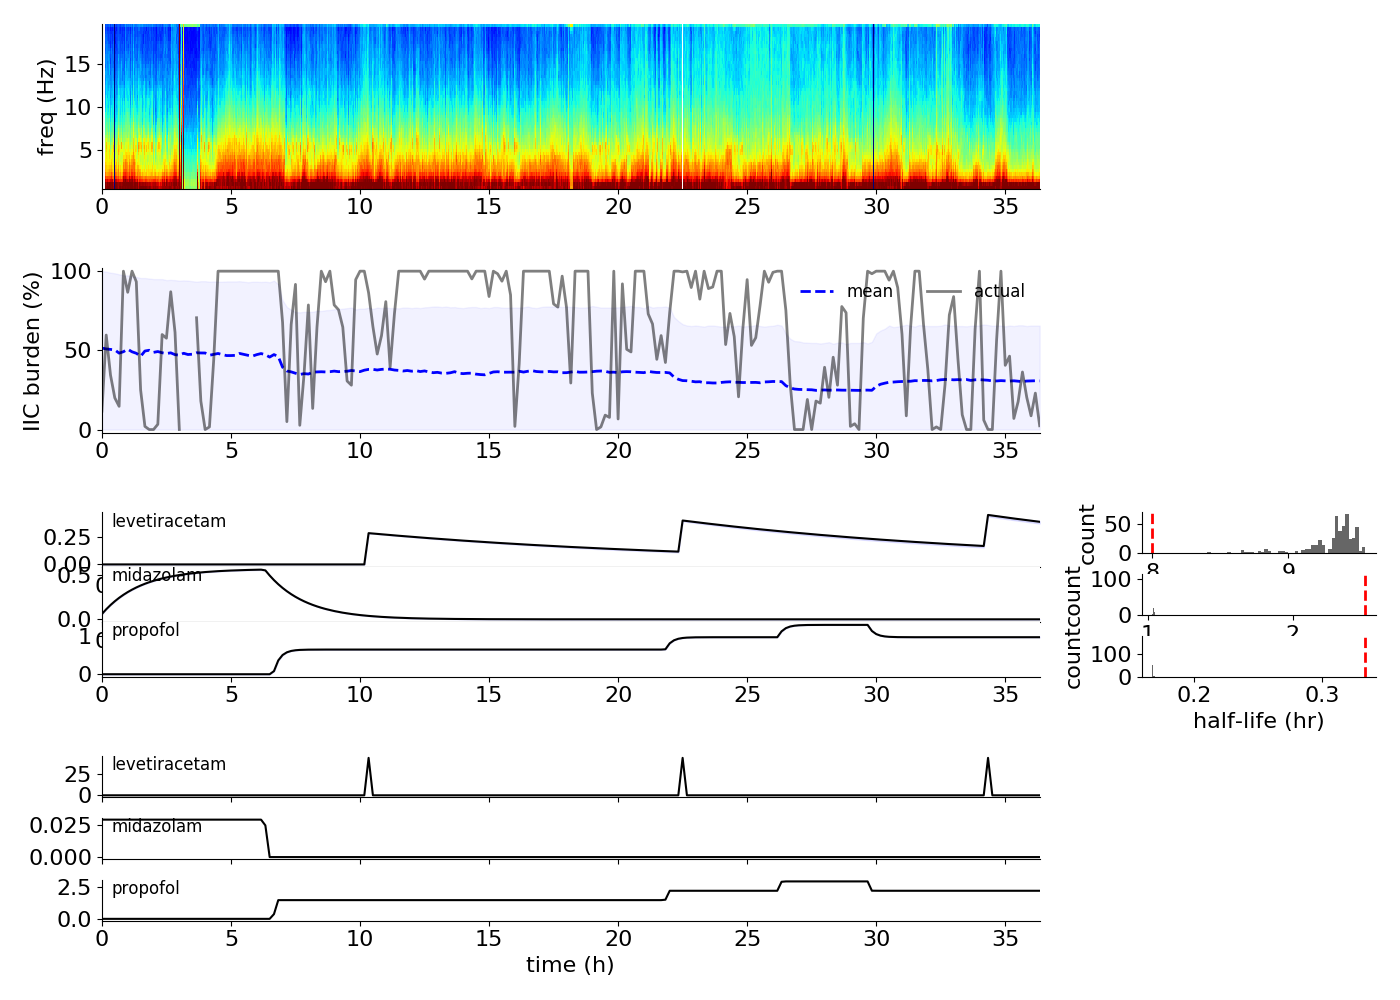 freq (Hz)
15
10
5
0 5 10 15 20 25 30 35
IIC burden (%)
100
50
0
mean actual
0 5 10 15 20 25 30 35
levetiracetam
0.25
0.00
midazolam
0.5
0.0
propofol
1
0
0 5 10 15 20 25 30 35
count
50
0
8 9
count
100
0
1 2
count
100
0
0.2 0.3
half-life (hr)
levetiracetam
25
0
midazolam
0.025
0.000
propofol
2.5
0.0
0 5 10 15 20 25 30 35
time (h)